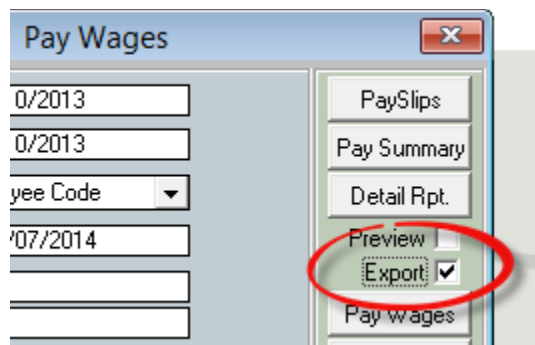 Pay Wages
0/2013
0/2013
yee Code
/07/2014
PaySlips
Pay Summary
Detail Rpt.
Preview
Export
Pay Wages